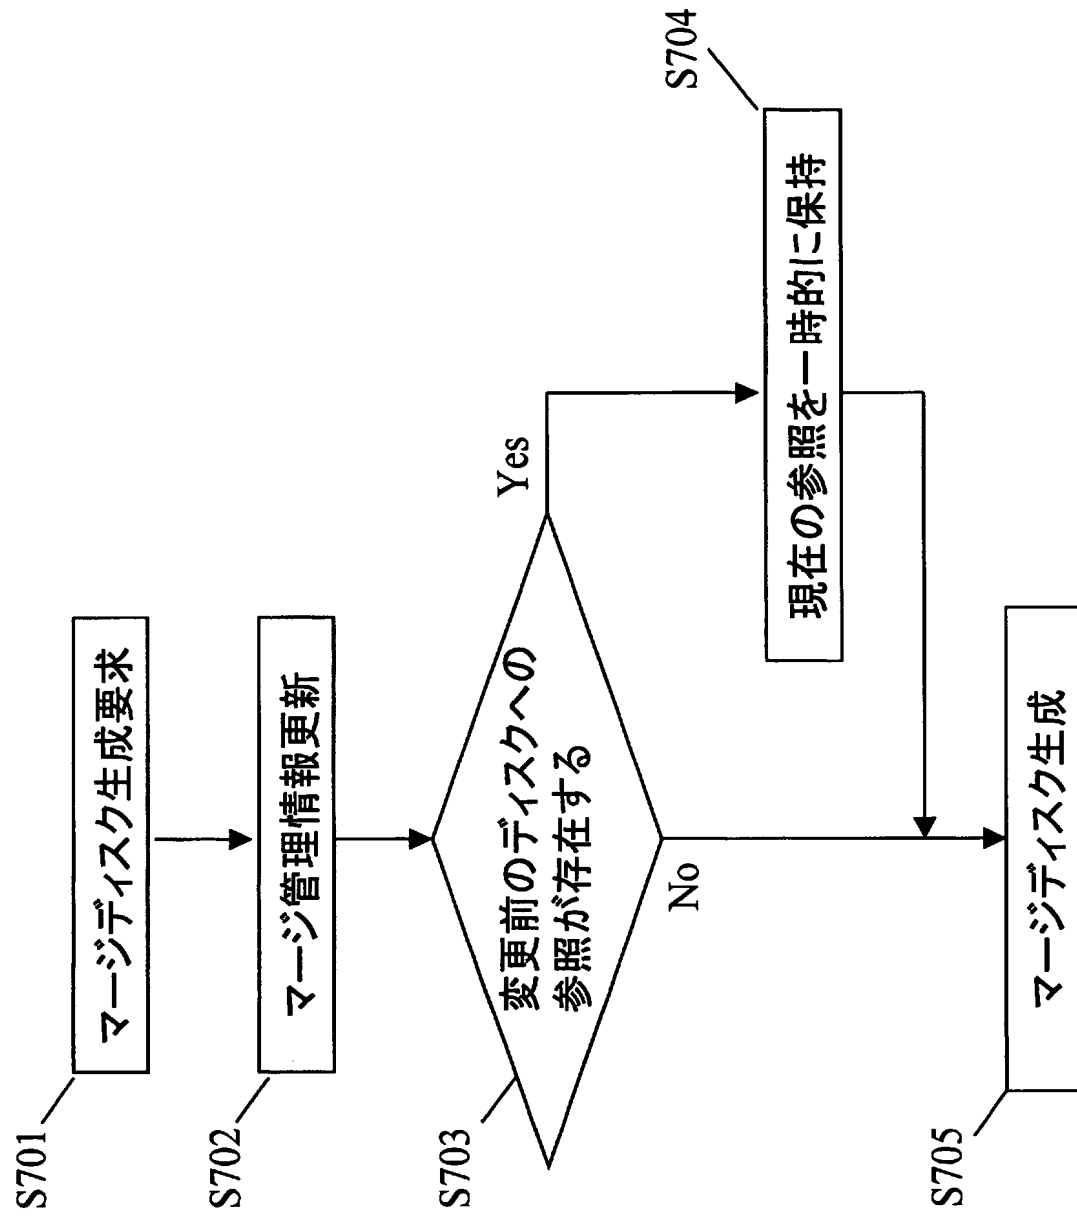 S701
マージディスク生成要求
S702
マージ管理情報更新
S703
変更前のディスクへの
参照が存在する
Yes
No
S704
現在の参照を一時的に保持
S705
マージディスク生成